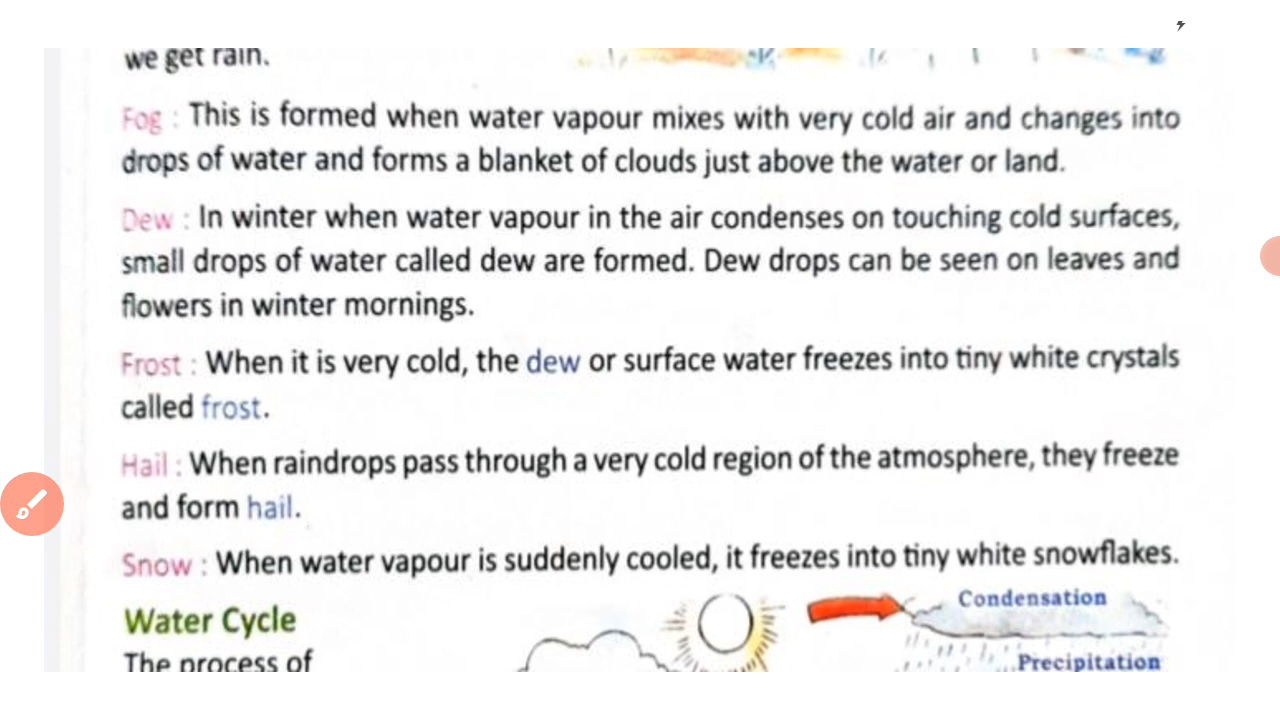 we get rain.
Fog : This is formed when water vapour mixes with very cold air and changes into
drops of water and forms a blanket of clouds just above the water or land.
Dew : In winter when water vapour in the air condenses on touching cold surfaces,
small drops of water called dew are formed. Dew drops can be seen on leaves and
flowers in winter mornings.
Frost : When it is very cold, the dew or surface water freezes into tiny white crystals
called frost.
Hail : When raindrops pass through a very cold region of the atmosphere, they freeze
and form hail.
Snow : When water vapour is suddenly cooled, it freezes into tiny white snowflakes.
Water Cycle
The process of
Condensation
Precipitation